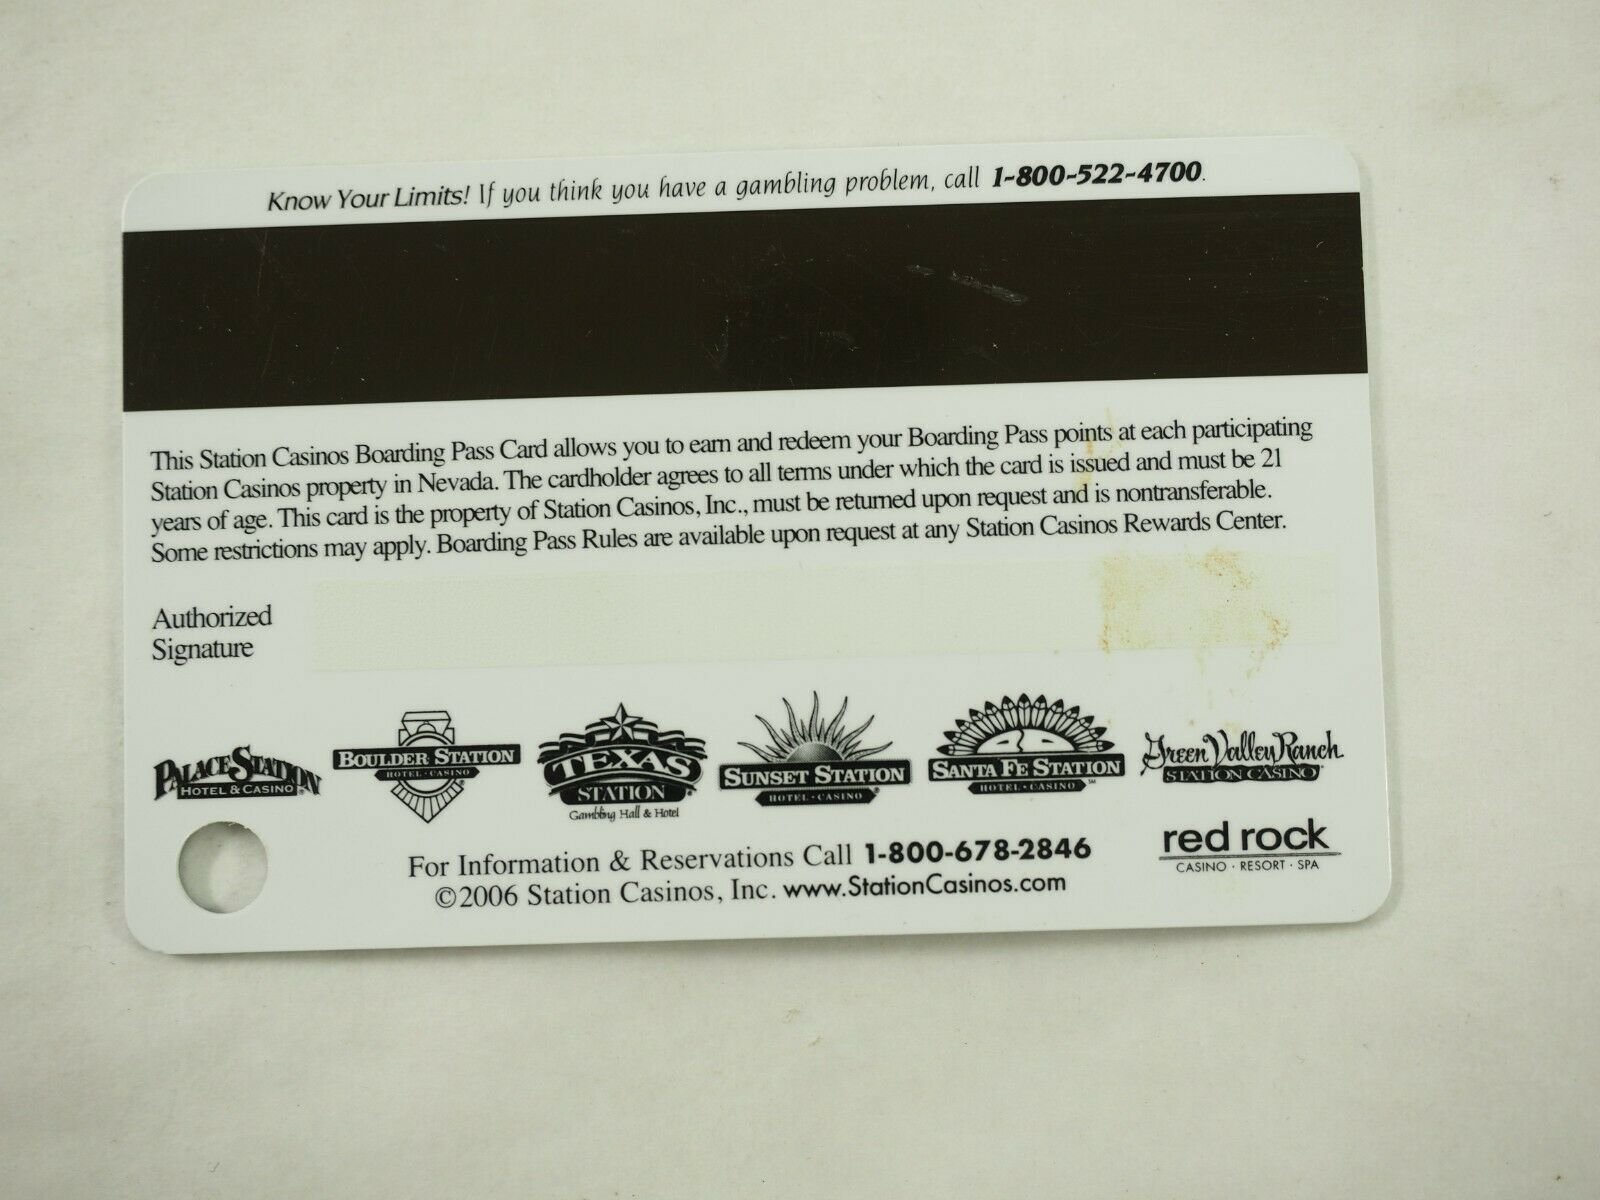 Know Your Limits! If you think you have a gambling problem, call 1-800-522-4700.
This Station Casinos Boarding Pass Card allows you to earn and redeem your Boarding Pass points at each participating
Station Casinos property in Nevada. The cardholder agrees to all terms under which the card is issued and must be 21
years of age. This card is the property of Station Casinos, Inc., must be returned upon request and is nontransferable.
Some restrictions may apply. Boarding Pass Rules are available upon request at any Station Casinos Rewards Center.
Authorized
Signature
PALACE STATION
HOTEL & CASINO
BOULDER STATION
HOTEL · CASINO
TEXAS
STATION
Gambling Hall & Hotel
SUNSET STATION
HOTEL · CASINO
SANTA FE STATION
HOTEL · CASINO
Green Valley Ranch
STATION CASINO
red rock
CASINO · RESORT · SPA
For Information & Reservations Call 1-800-678-2846
©2006 Station Casinos, Inc. www.StationCasinos.com